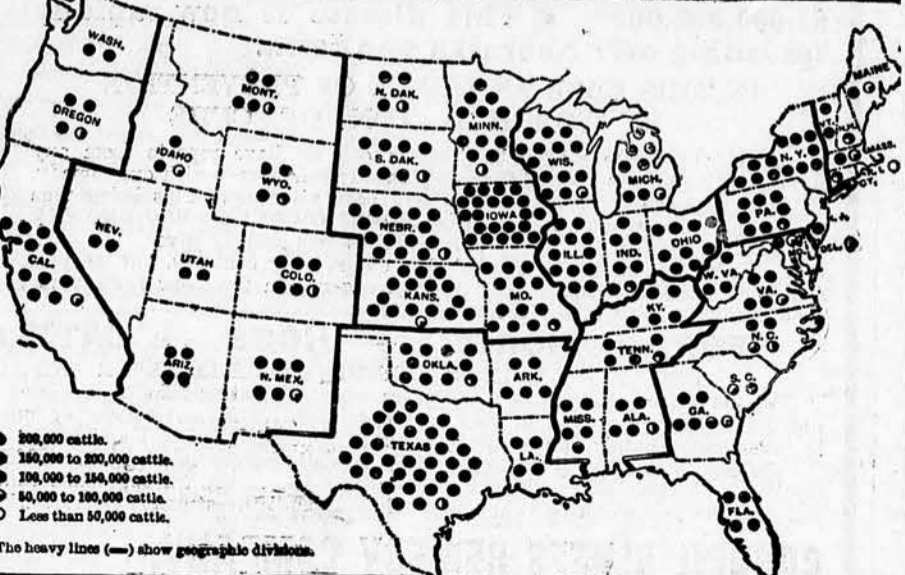 WASH.
MONT.
N. DAK.
MINN.
MAINE
OREGON
IDAHO
S. DAK.
WIS.
MICH.
N. Y.
VT.
N.H.
MASS.
CT.
WYO.
IOWA
PA.
NEV.
NEBR.
OHIO
DEL.
CAL.
UTAH
COLO.
ILL.
IND.
W. VA.
VA.
KANS.
MO.
KY.
N. C.
ARIZ.
N. MEX.
OKLA.
ARK.
TENN.
S. C.
MISS.
ALA.
GA.
TEXAS
LA.
FLA.
200,000 cattle.
150,000 to 200,000 cattle.
100,000 to 150,000 cattle.
50,000 to 100,000 cattle.
Less than 50,000 cattle.
The heavy lines (—) show geographic divisions.